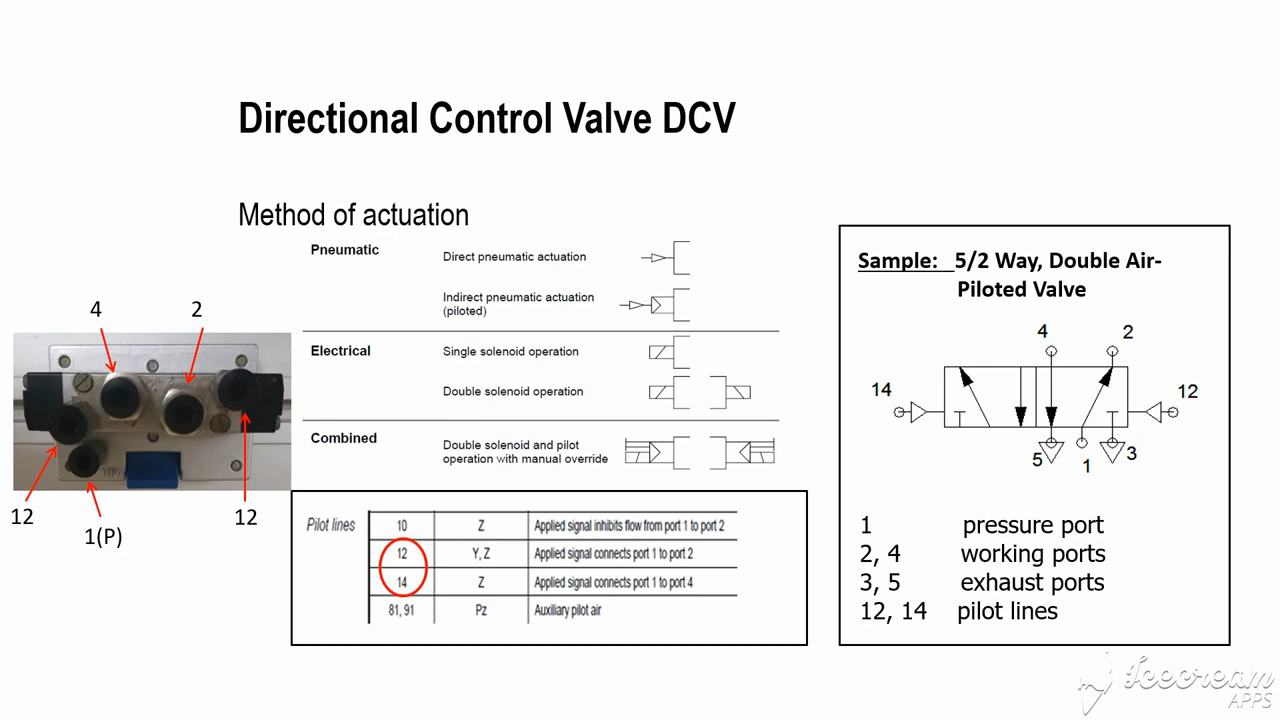 Directional Control Valve DCV
Method of actuation
Pneumatic
Direct pneumatic actuation
Indirect pneumatic actuation
(piloted)
Electrical
Single solenoid operation
Double solenoid operation
Combined
Double solenoid and pilot
operation with manual override
4 2
12 1(P) 12
Pilot lines
10 Z Applied signal inhibits flow from port 1 to port 2
12 Y, Z Applied signal connects port 1 to port 2
14 Z Applied signal connects port 1 to port 4
81, 91 Pz Auxiliary pilot air
Sample: 5/2 Way, Double Air-
Piloted Valve
4 2
14 12
5 1 3
1 pressure port
2, 4 working ports
3, 5 exhaust ports
12, 14 pilot lines
Icecream
APPS